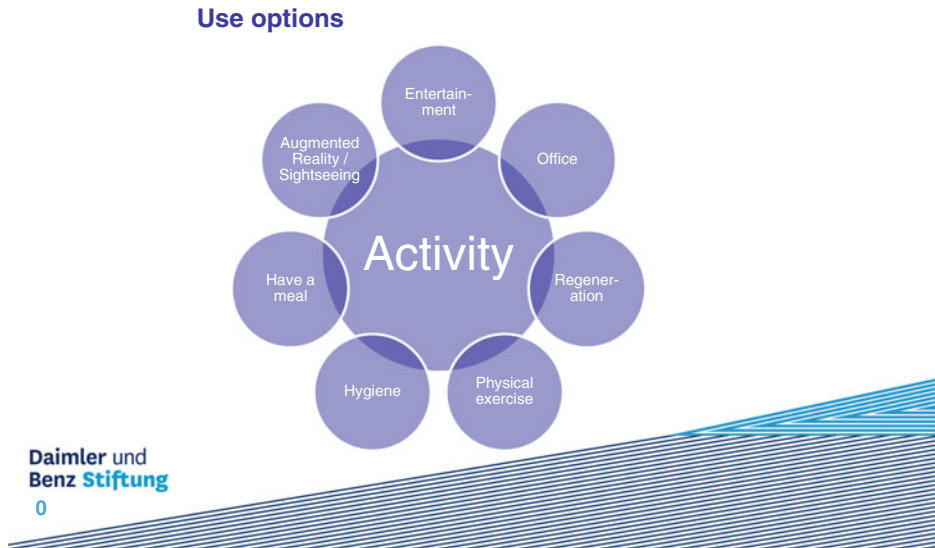 Use options
Entertain-
ment
Office
Regener-
ation
Physical
exercise
Hygiene
Have a
meal
Augmented
Reality /
Sightseeing
Activity
Daimler und
Benz Stiftung
0